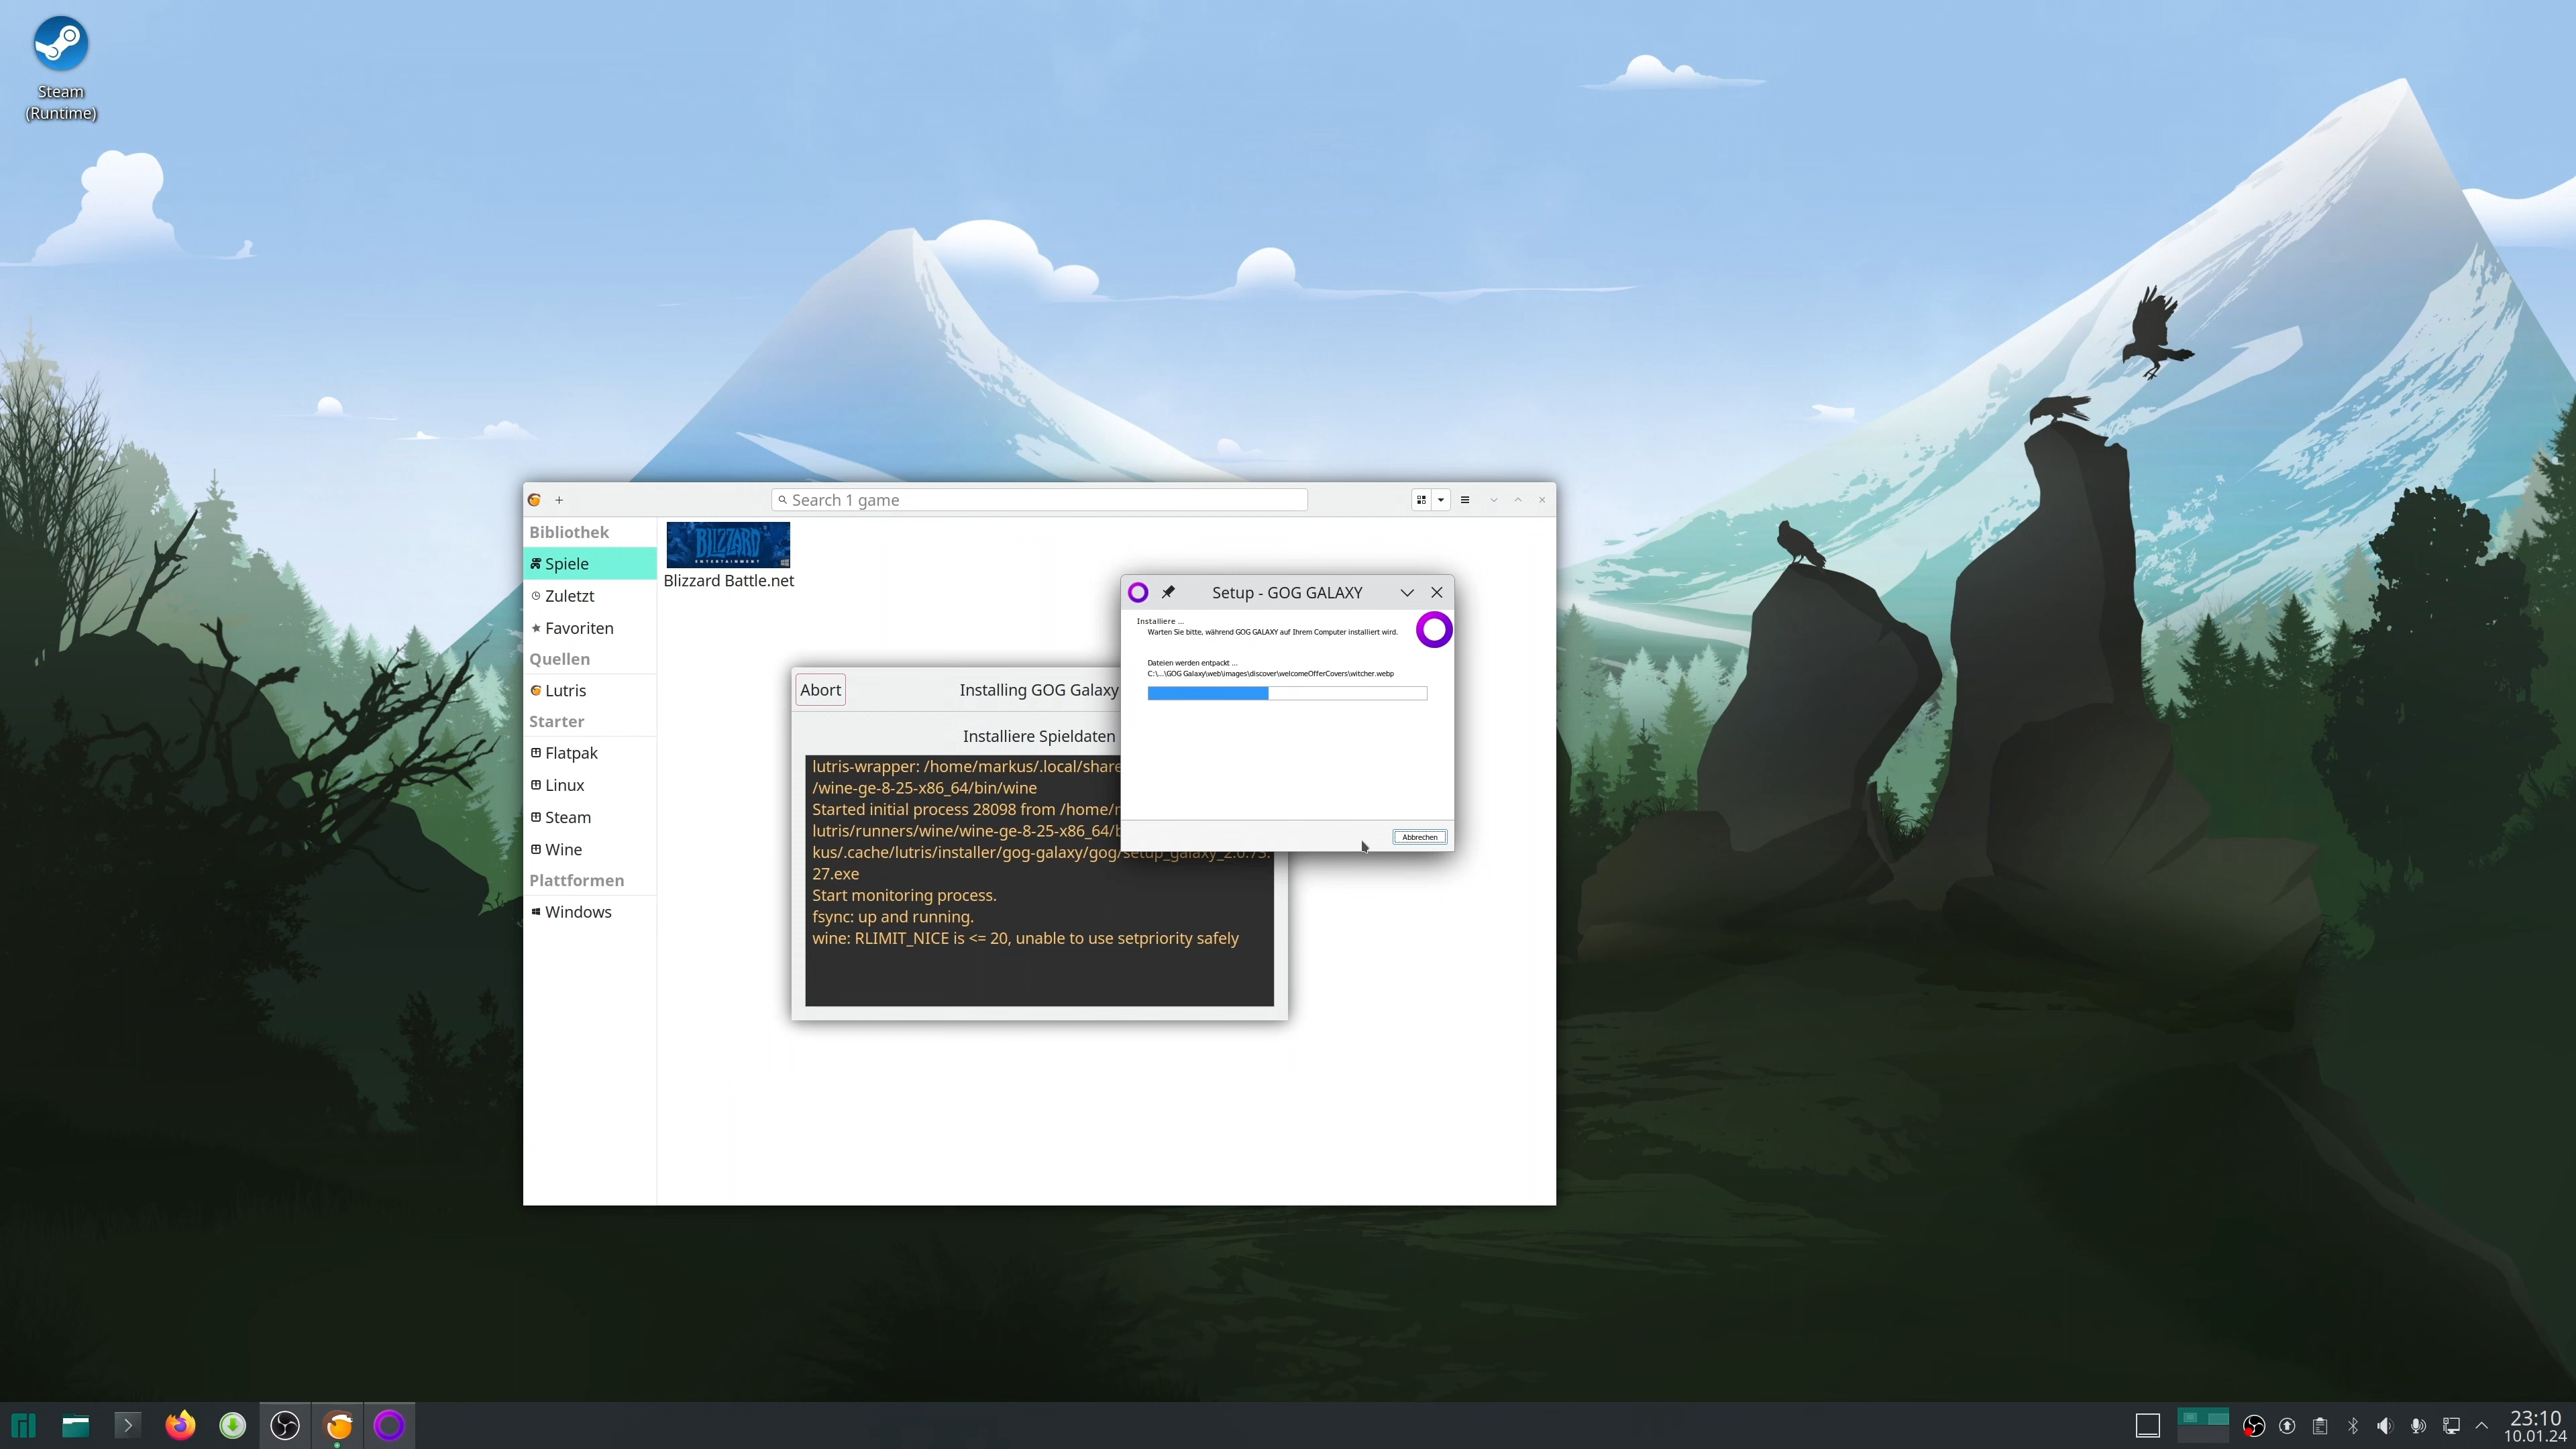 Steam
(Runtime)
Search 1 game
Bibliothek
Spiele
Zuletzt
Favoriten
Quellen
Lutris
Starter
Flatpak
Linux
Steam
Wine
Plattformen
Windows
BLIZZARD
ENTERTAINMENT
Blizzard Battle.net
Abort
Installing GOG Galaxy
Installiere Spieldaten
lutris-wrapper: /home/markus/.local/share
/wine-ge-8-25-x86_64/bin/wine
Started initial process 28098 from /home/
lutris/runners/wine/wine-ge-8-25-x86_64/
kus/.cache/lutris/installer/gog-galaxy/gog/setup_galaxy_2.0.73.
27.exe
Start monitoring process.
fsync: up and running.
wine: RLIMIT_NICE is <= 20, unable to use setpriority safely
Setup - GOG GALAXY
Installiere ...
Warten Sie bitte, während GOG GALAXY auf Ihrem Computer installiert wird.
Dateien werden entpackt ...
C:\...\GOG Galaxy\web\images\discover\welcomeOfferCovers\witcher.webp
Abbrechen
23:10
10.01.24